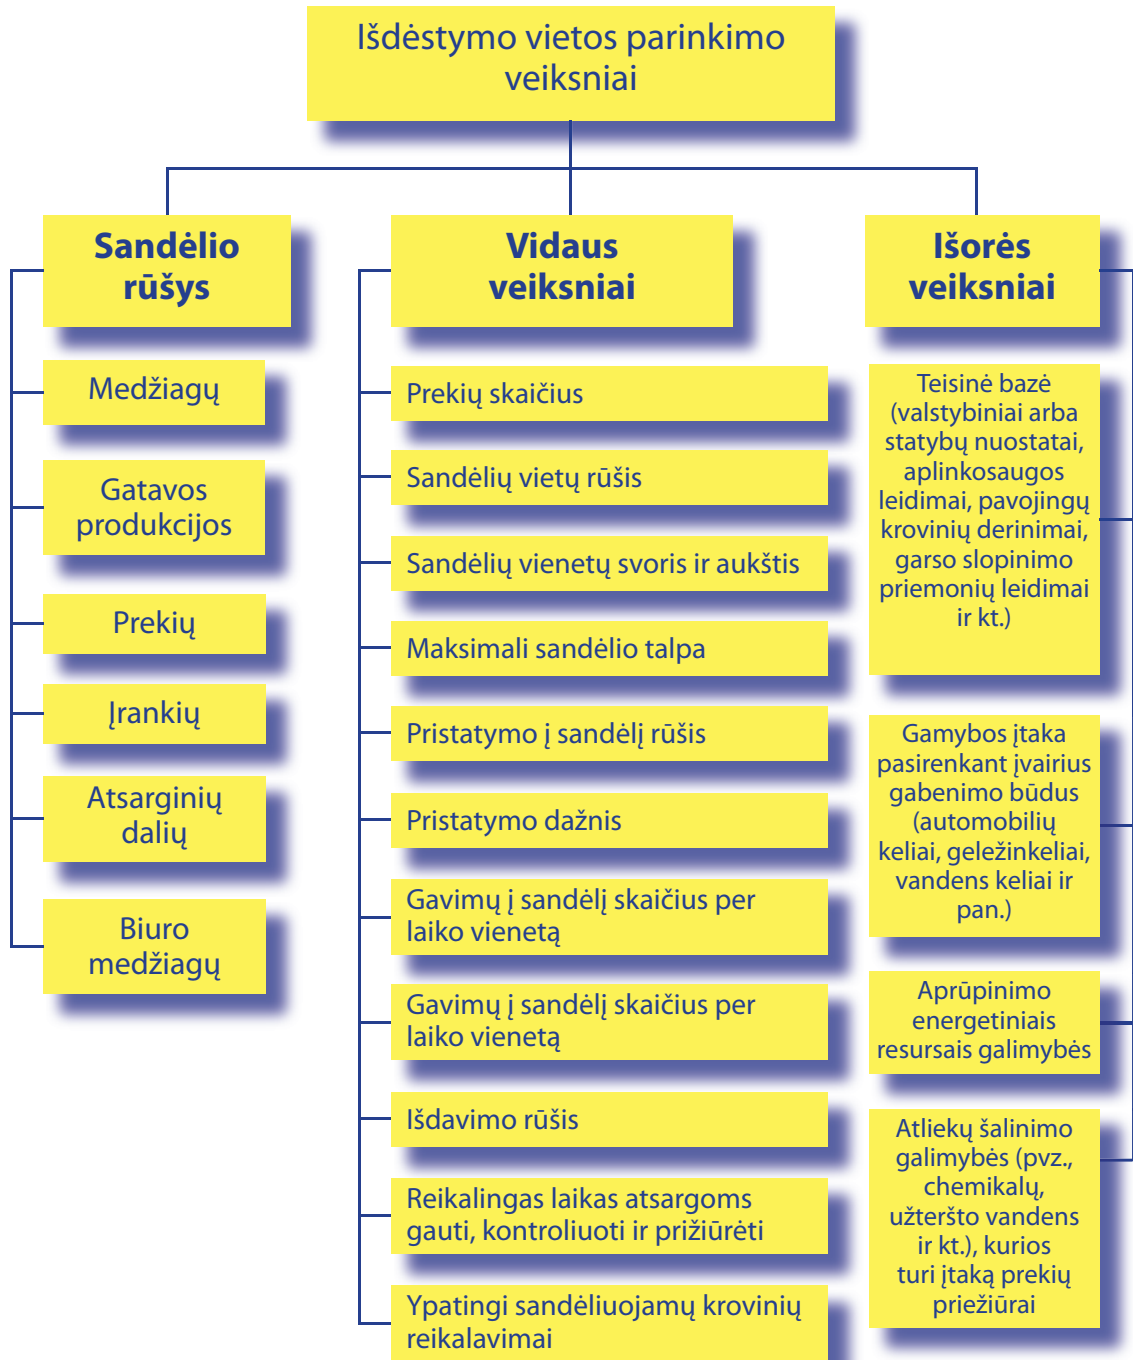 Išdėstymo vietos parinkimo
veiksniai
Sandėlio
rūšys
Medžiagų
Gatavos
produkcijos
Prekių
Įrankių
Atsarginių
dalių
Biuro
medžiagų
Vidaus
veiksniai
Prekių skaičius
Sandėlių vietų rūšis
Sandėlių vienetų svoris ir aukštis
Maksimali sandėlio talpa
Pristatymo į sandėlį rūšis
Pristatymo dažnis
Gavimų į sandėlį skaičius per
laiko vienetą
Gavimų į sandėlį skaičius per
laiko vienetą
Išdavimo rūšis
Reikalingas laikas atsargoms
gauti, kontroliuoti ir prižiūrėti
Ypatingi sandėliuojamų krovinių
reikalavimai
Išorės
veiksniai
Teisinė bazė
(valstybiniai arba
statybų nuostatai,
aplinkosaugos
leidimai, pavojingų
krovinių derinimai,
garso slopinimo
priemonių leidimai
ir kt.)
Gamybos įtaka
pasirenkant įvairius
gabenimo būdus
(automobilių
keliai, geležinkeliai,
vandens keliai ir
pan.)
Aprūpinimo
energetiniais
resursais galimybės
Atliekų šalinimo
galimybės (pvz.,
chemikalų,
užteršto vandens
ir kt.), kurios
turi įtaką prekių
priežiūrai